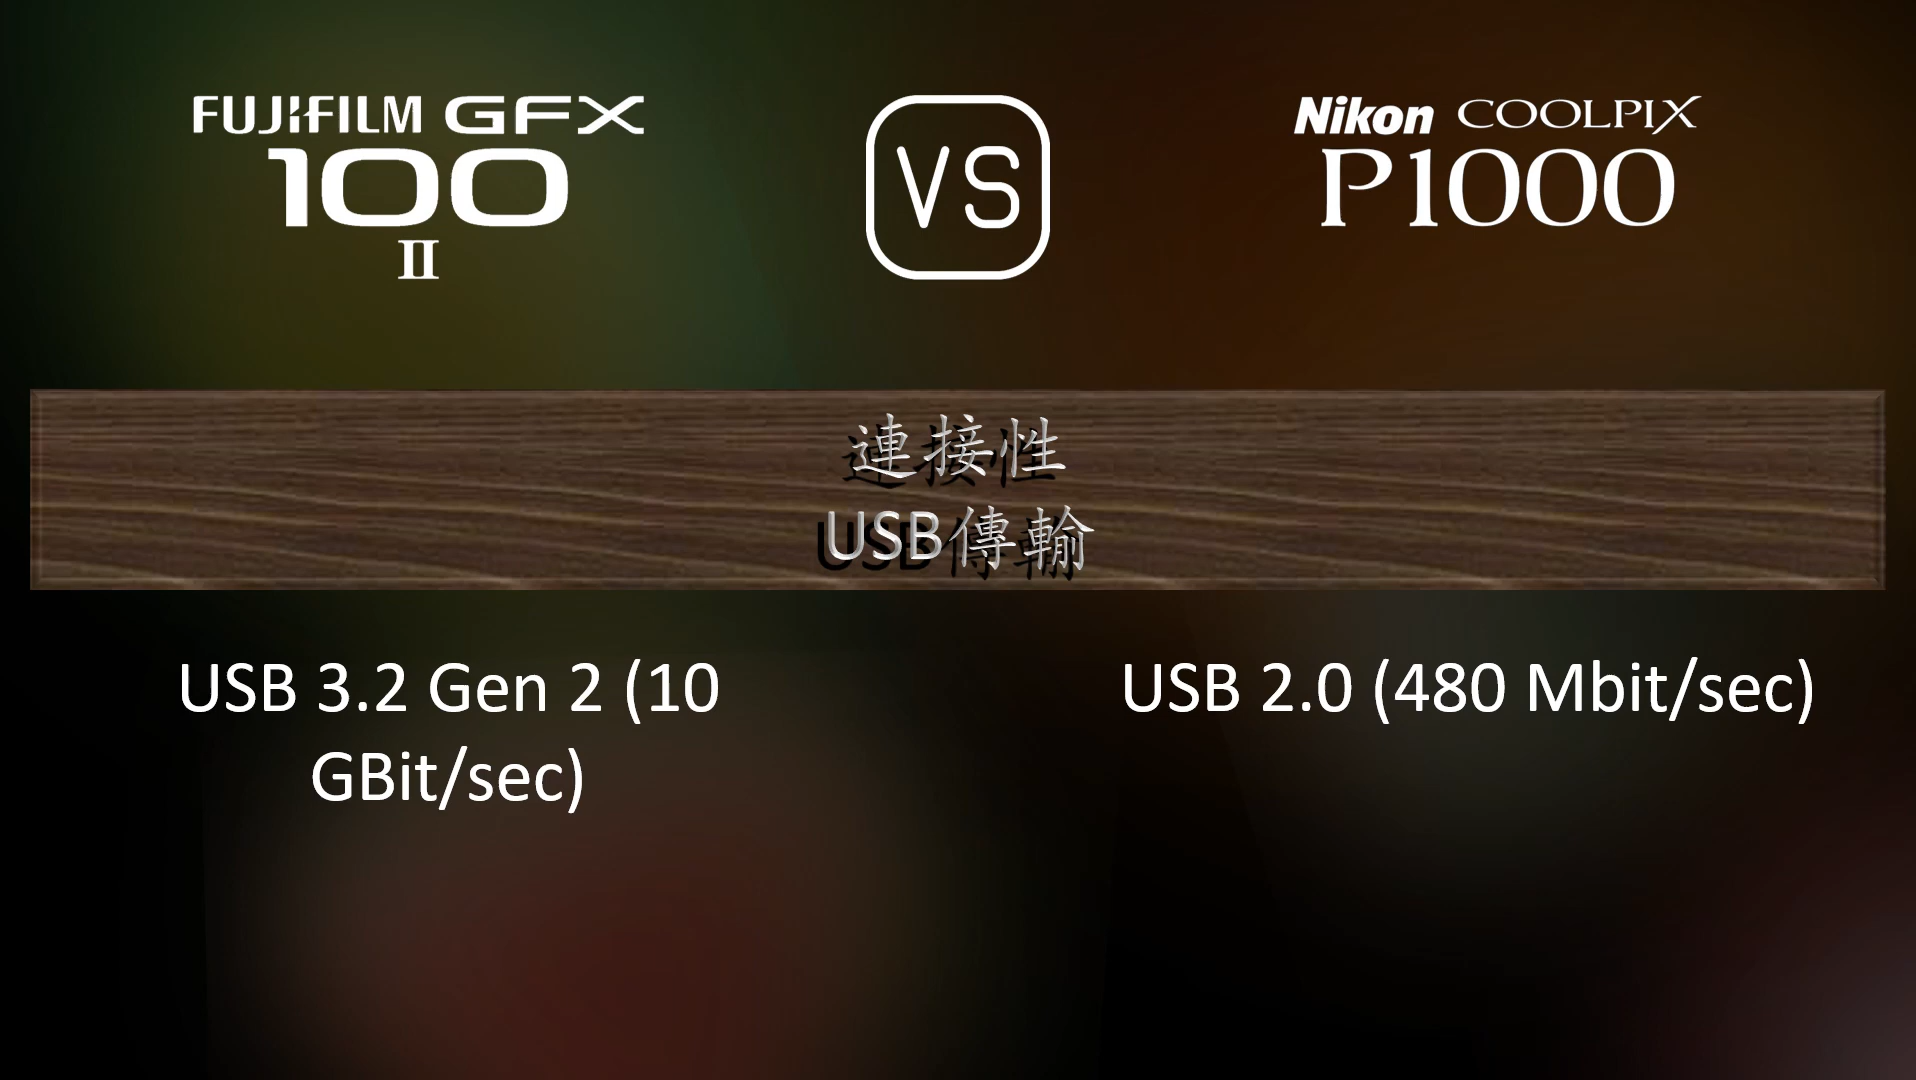 FUJIFILM GFX
100
II
VS
Nikon COOLPIX
P1000
連接性
USB傳輸
USB 3.2 Gen 2 (10
GBit/sec)
USB 2.0 (480 Mbit/sec)